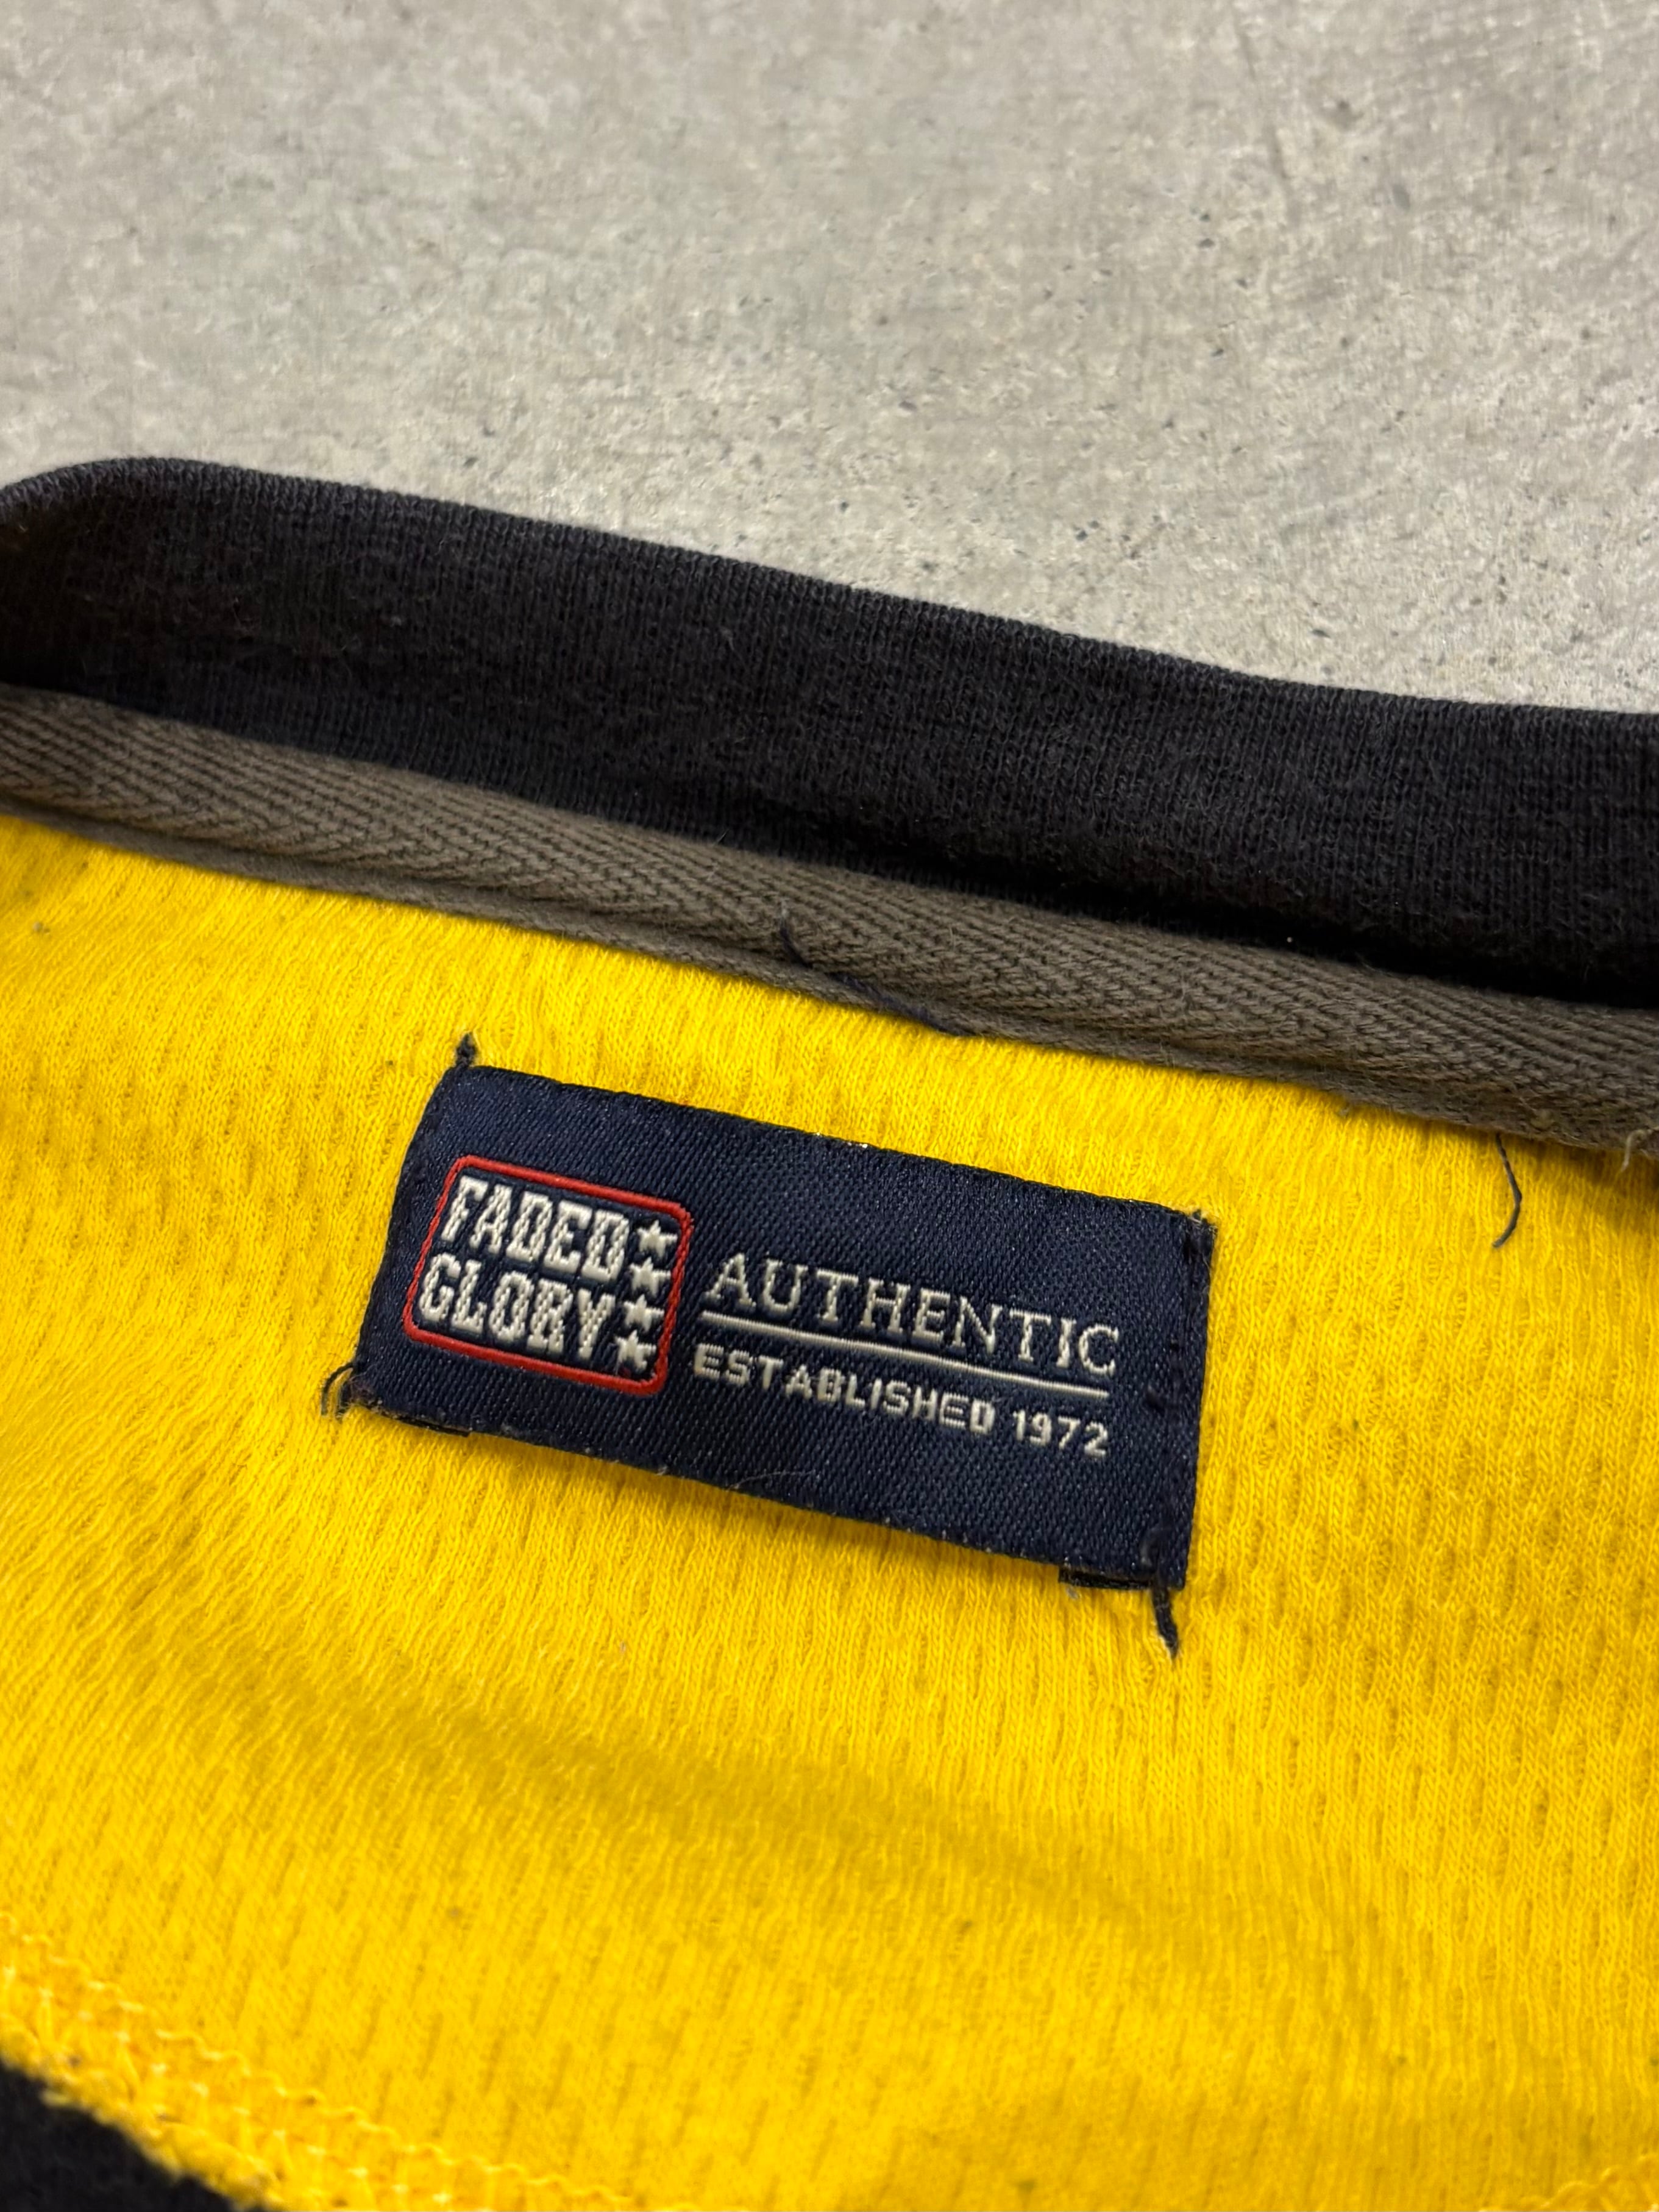 FADED
GLORY
AUTHENTIC
ESTABLISHED 1972